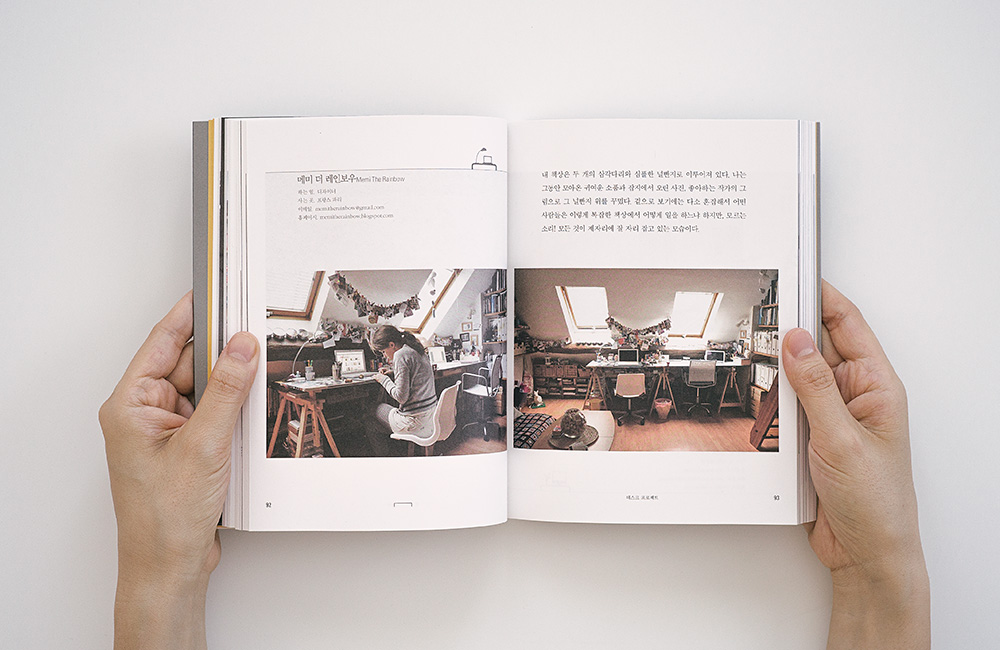 메미 더 레인보우 Memi The Rainbow
하는 일. 디자이너
사는 곳. 프랑스 파리
이메일. memitherainbow@gmail.com
홈페이지. memitherainbow.blogspot.com
92
내 책상은 두 개의 삼각다리와 심플한 널빤지로 이루어져 있다. 나는
그동안 모아온 귀여운 소품과 잡지에서 오린 사진, 좋아하는 작가의 그
림으로 그 널빤지 위를 꾸몄다. 겉으로 보기에는 다소 혼잡해서 어떤
사람들은 이렇게 복잡한 책상에서 어떻게 일을 하느냐 하지만, 모르는
소리! 모든 것이 제자리에 잘 자리 잡고 있는 모습이다.
데스크 프로젝트
93